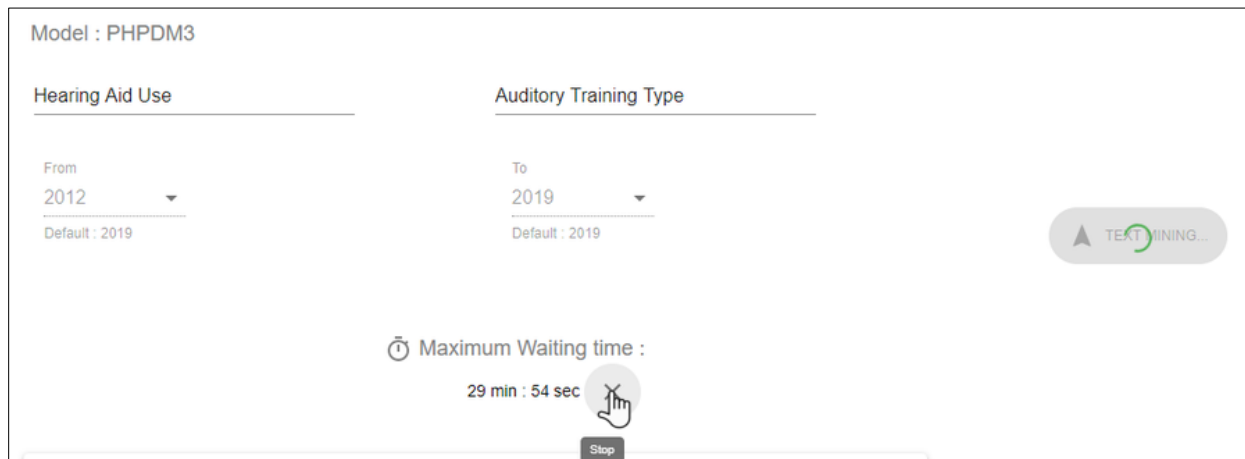 Model : PHPDM3
Hearing Aid Use
Auditory Training Type
From
To
2012
2019
Default : 2019
Default : 2019
TEXT MINING...
Maximum Waiting time :
29 min : 54 sec
Stop